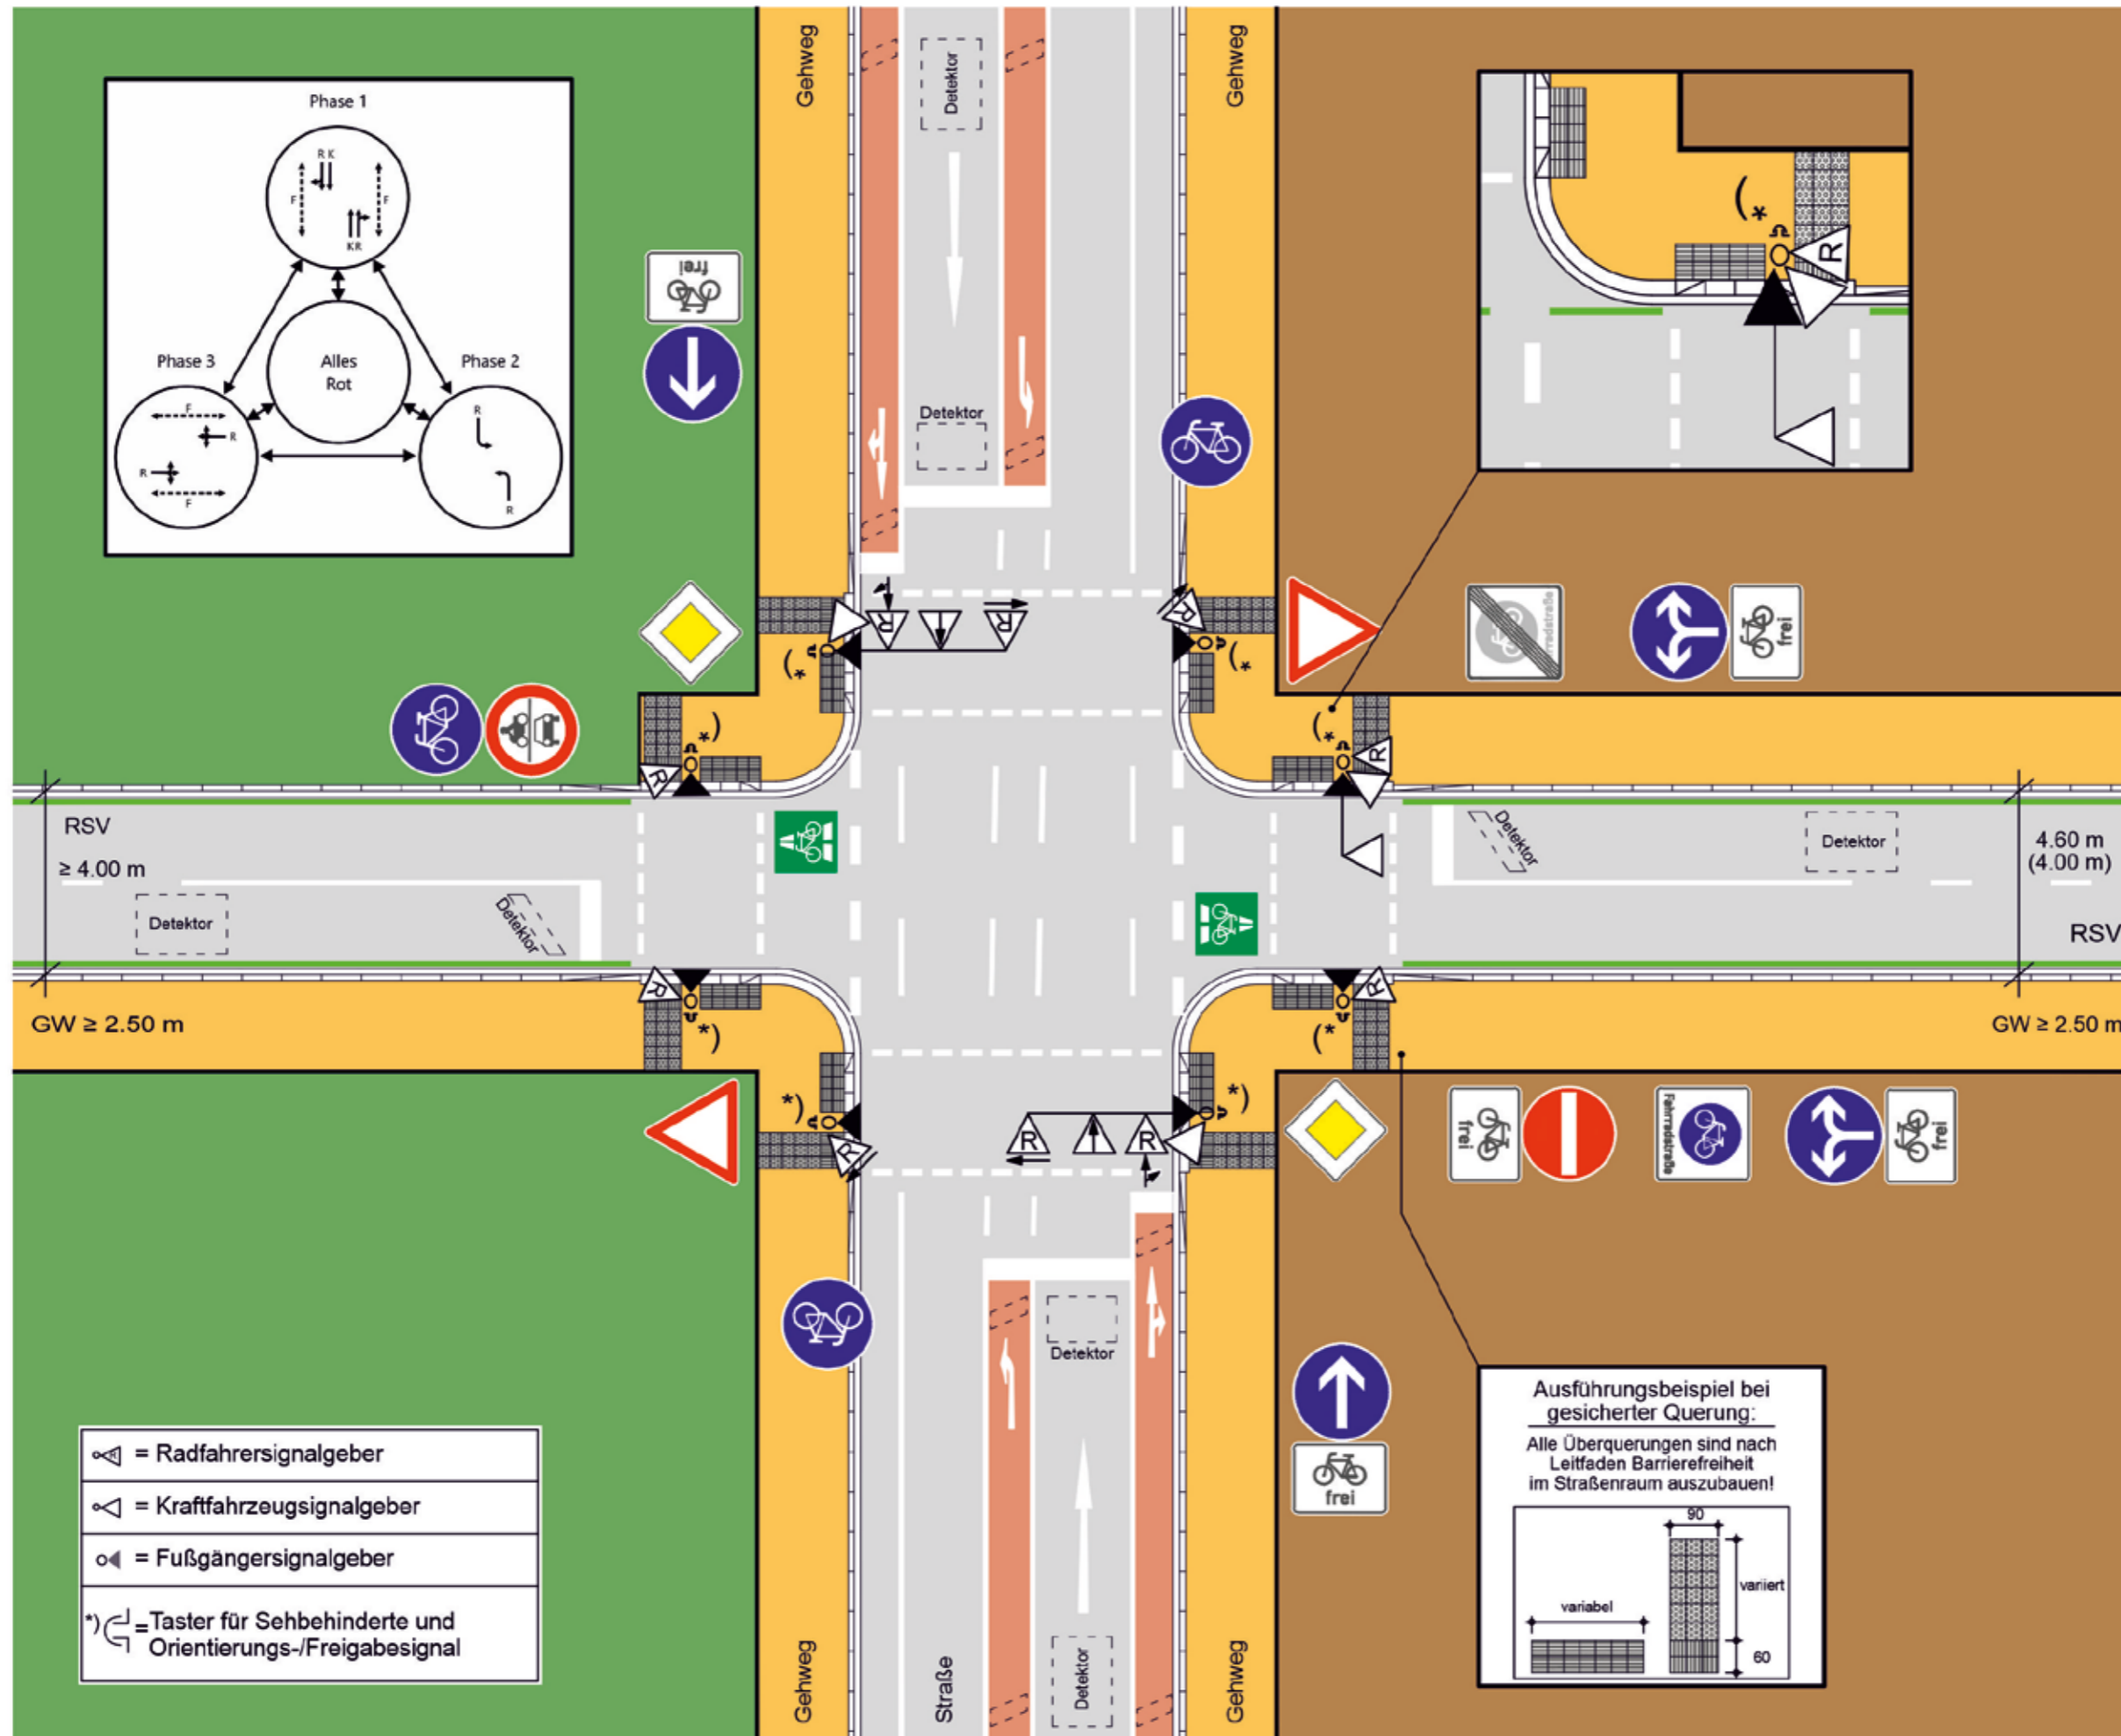 Phase 1
R K
F
F
K R
Phase 3
Alles
Rot
Phase 2
F
R
R
F
R
R
Gehweg
Detektor
Gehweg
Detektor
frei
(*
R
R
R
R
(*
(*
Fahrradstraße
frei
R
*)
(*
R
RSV
≥ 4.00 m
Detektor
Detektor
Detektor
Detektor
4.60 m
(4.00 m)
RSV
R
*)
(*
R
GW ≥ 2.50 m
GW ≥ 2.50 m
*)
R
R
R
*)
frei
Fahrradstraße
frei
Detektor
frei
Gehweg
Straße
Detektor
Gehweg
R = Radfahrersignalgeber
= Kraftfahrzeugsignalgeber
= Fußgängersignalgeber
*) =Taster für Sehbehinderte und
Orientierungs-/Freigabesignal
Ausführungsbeispiel bei
gesicherter Querung:
Alle Überquerungen sind nach
Leitfaden Barrierefreiheit
im Straßenraum auszubauen!
90
variiert
variabel
60
(*
R